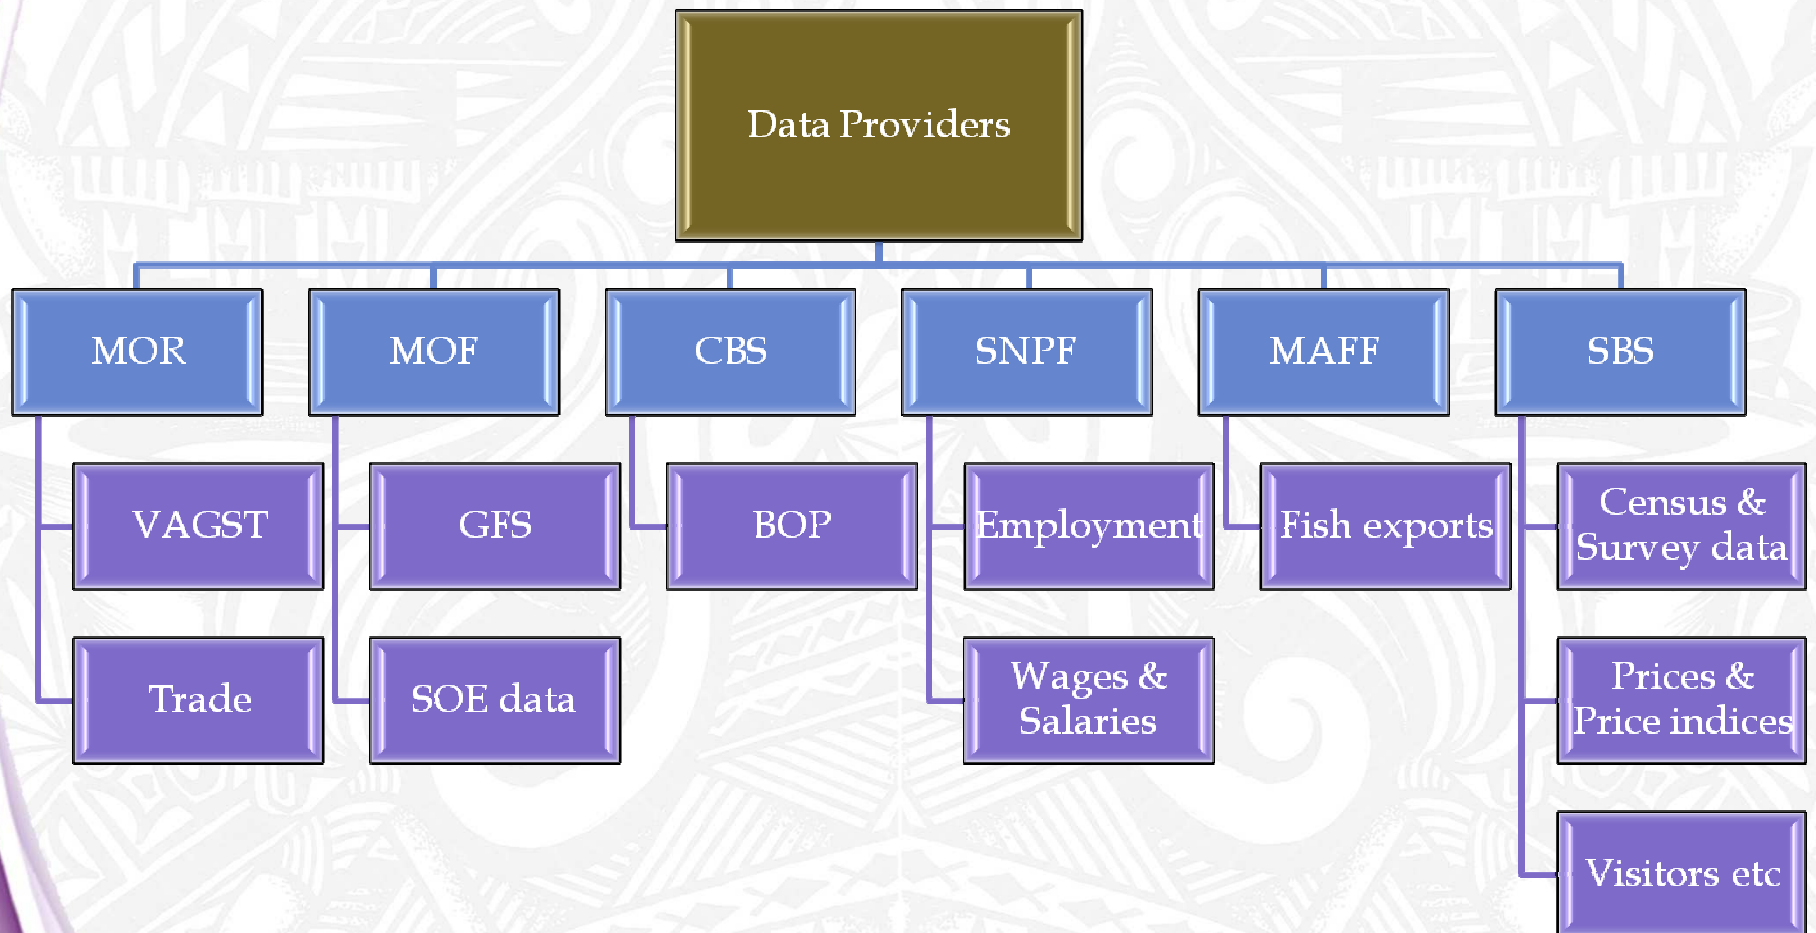 Data Providers
MOR
MOF
CBS
SNPF
MAFF
SBS
VAGST
GFS
BOP
Employment
Fish exports
Census &
Survey data
Trade
SOE data
Wages &
Salaries
Prices &
Price indices
Visitors etc